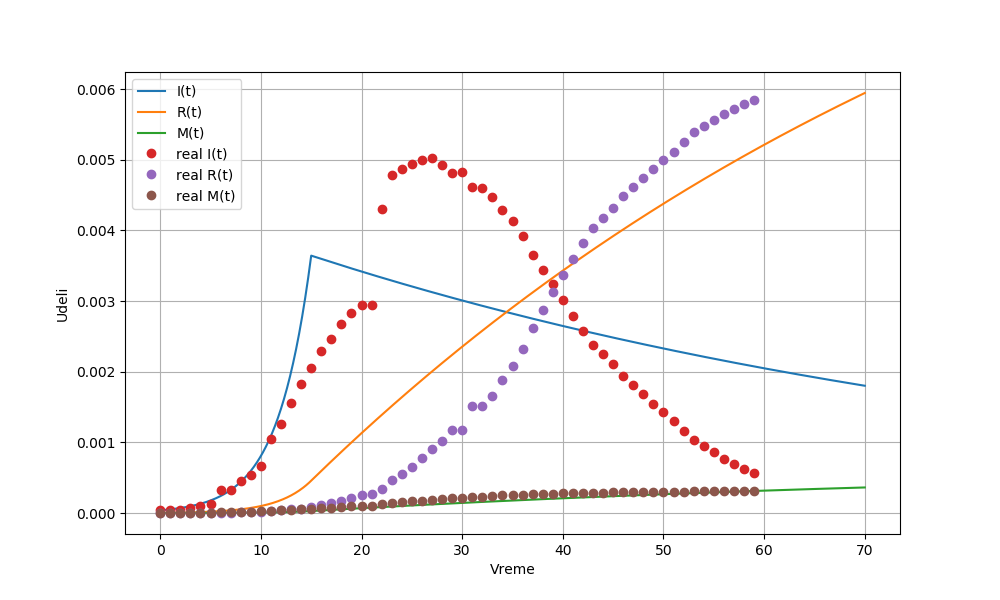 I(t)
R(t)
M(t)
real I(t)
real R(t)
real M(t)
0.006
0.005
0.004
0.003
0.002
0.001
0.000
Udeli
0 10 20 30 40 50 60 70
Vreme